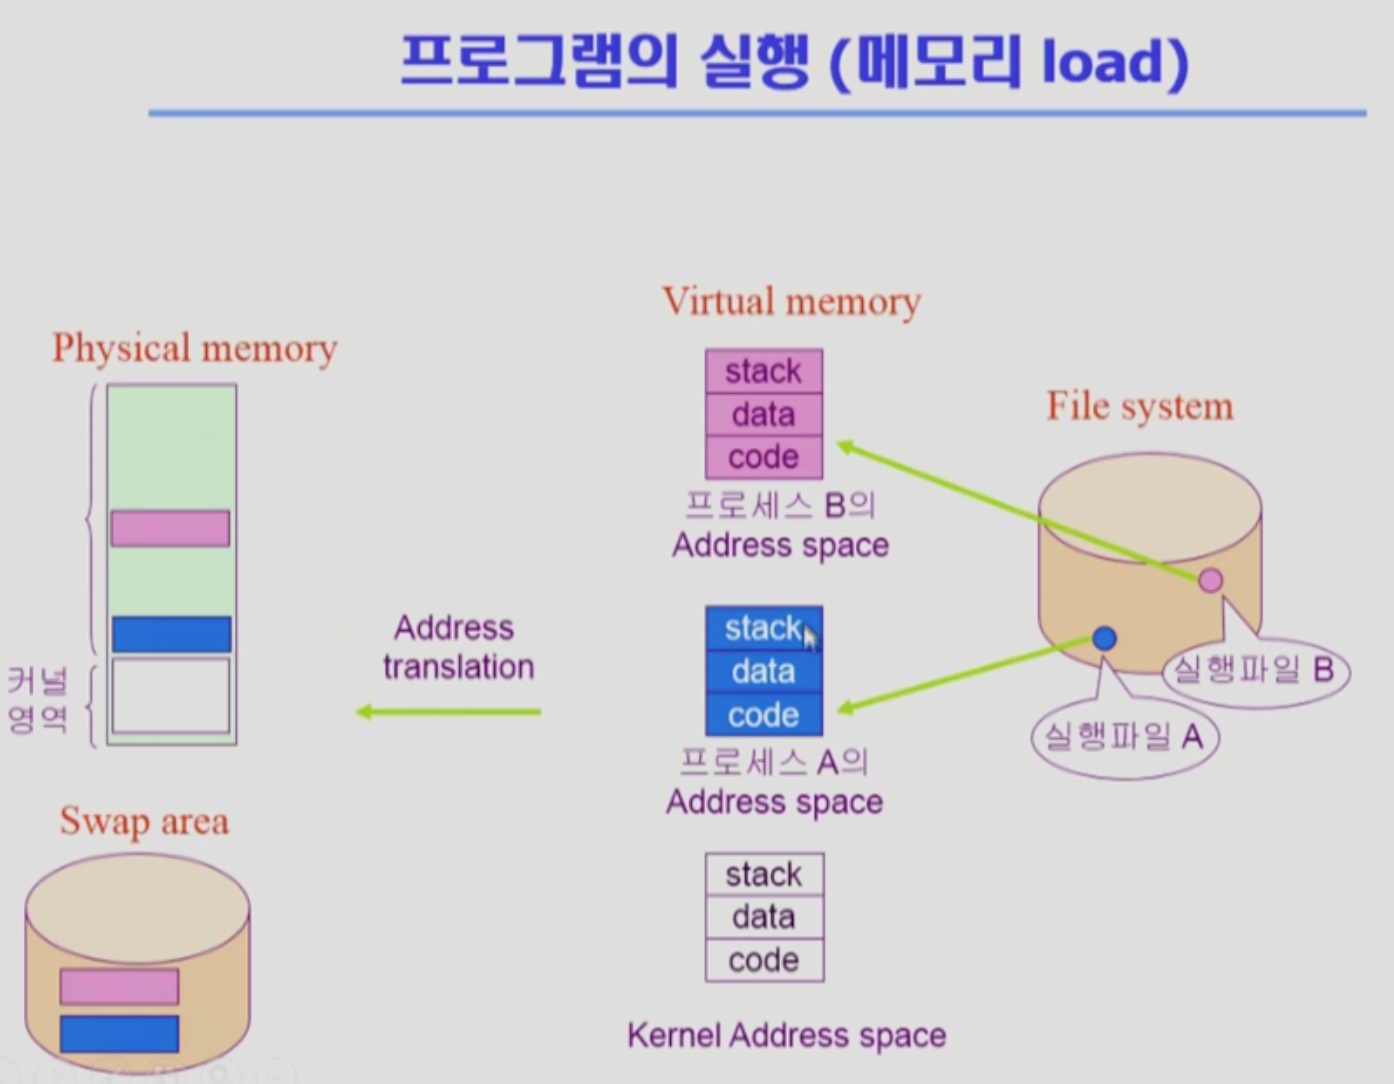 프로그램의 실행 (메모리 load)
Virtual memory
Physical memory
stack
data
code
File system
프로세스 B의
Address space
Address
translation
stack
data
code
실행파일 B
커널
영역
실행파일 A
프로세스 A의
Address space
Swap area
stack
data
code
Kernel Address space